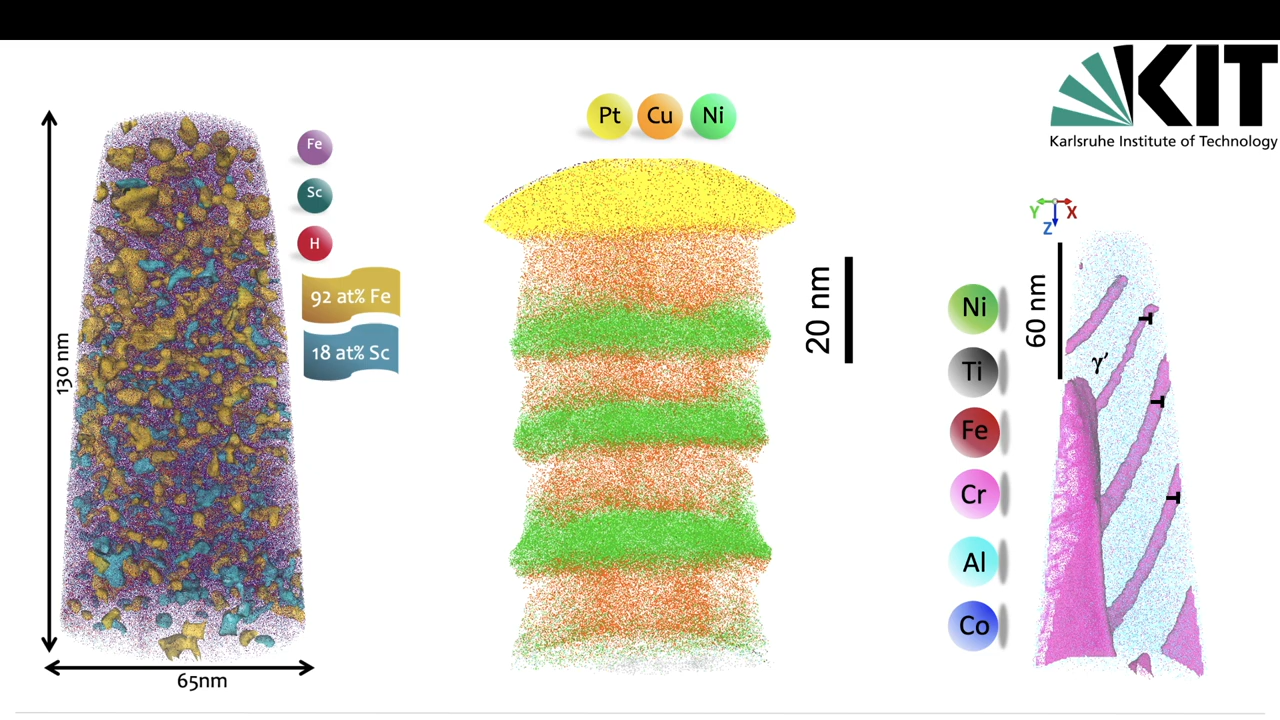 KIT
Karlsruhe Institute of Technology
Fe
Sc
H
92 at% Fe
18 at% Sc
130 nm
65nm
Pt Cu Ni
20 nm
Y X
Z
60 nm
γ′
Ni
Ti
Fe
Cr
Al
Co